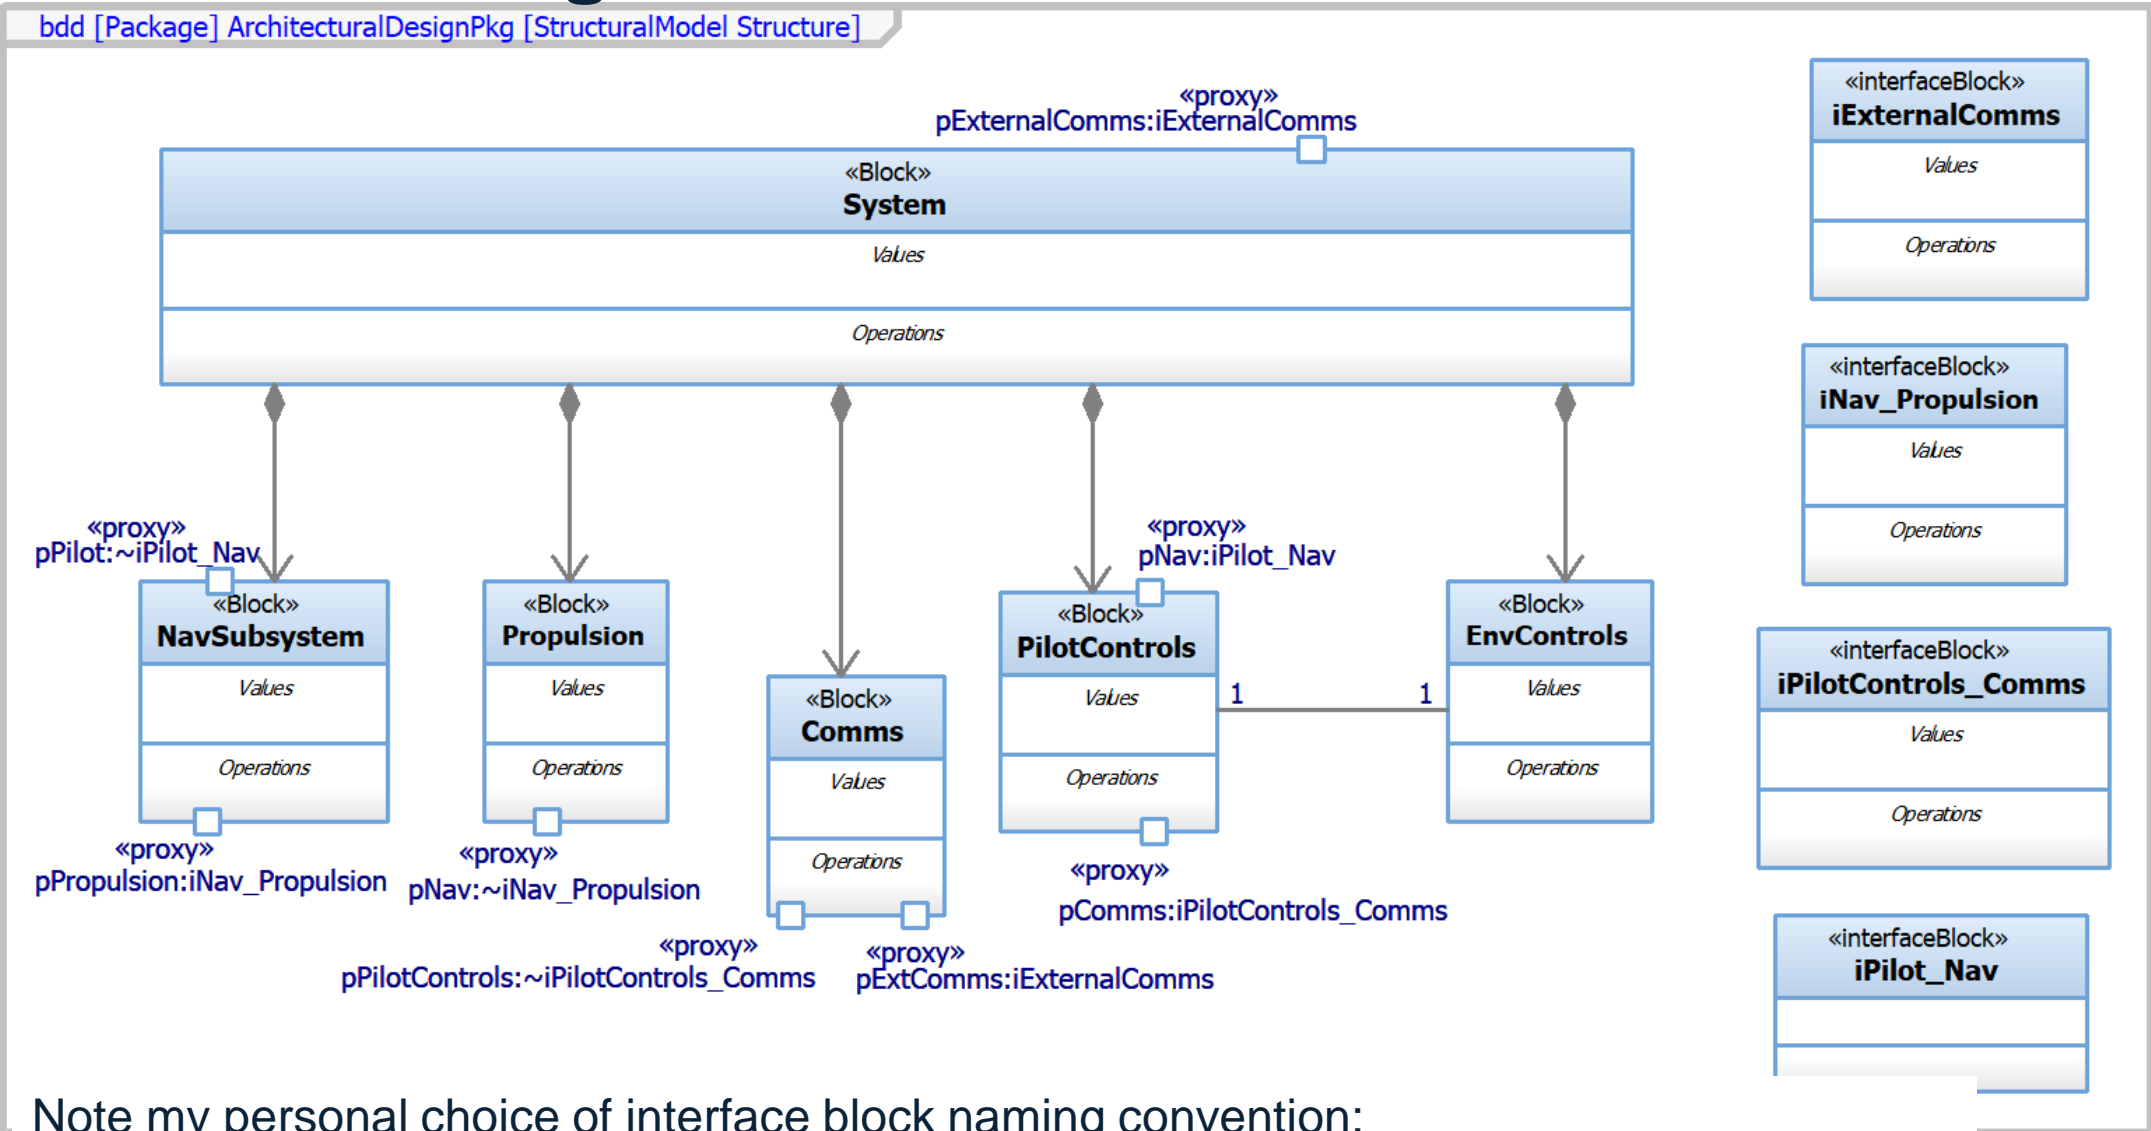 bdd [Package] ArchitecturalDesignPkg [StructuralModel Structure]
«proxy»
pExternalComms:iExternalComms
«Block»
System
Values
Operations
«proxy»
pPilot:~iPilot_Nav
«Block»
NavSubsystem
Values
Operations
«proxy»
pPropulsion:iNav_Propulsion
«Block»
Propulsion
Values
Operations
«proxy»
pNav:~iNav_Propulsion
«Block»
Comms
Values
Operations
«proxy»
pPilotControls:~iPilotControls_Comms
«proxy»
pExtComms:iExternalComms
«proxy»
pNav:iPilot_Nav
«Block»
PilotControls
Values
Operations
«proxy»
pComms:iPilotControls_Comms
1
1
«Block»
EnvControls
Values
Operations
«interfaceBlock»
iExternalComms
Values
Operations
«interfaceBlock»
iNav_Propulsion
Values
Operations
«interfaceBlock»
iPilotControls_Comms
Values
Operations
«interfaceBlock»
iPilot_Nav
Note my personal choice of interface block naming convention: